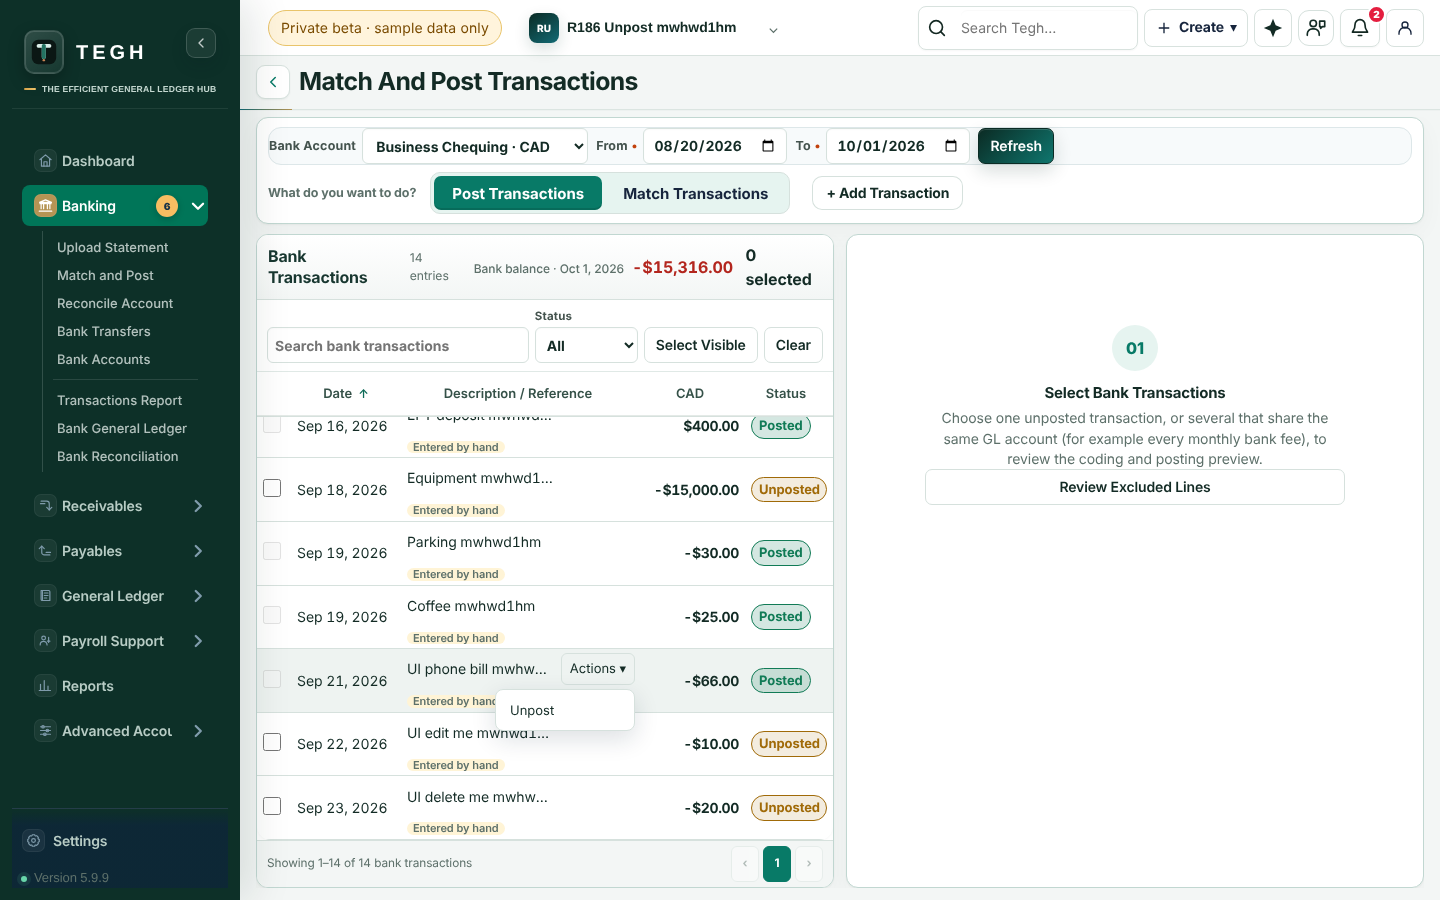 TEGH
THE EFFICIENT GENERAL LEDGER HUB
Dashboard
Banking
6
Upload Statement
Match and Post
Reconcile Account
Bank Transfers
Bank Accounts
Transactions Report
Bank General Ledger
Bank Reconciliation
Receivables
Payables
General Ledger
Payroll Support
Reports
Advanced Accou
Settings
Version 5.9.9
Private beta · sample data only
RU
R186 Unpost mwhwd1hm
Search Tegh...
+ Create ▾
2
Match And Post Transactions
Bank Account
Business Chequing · CAD
From •
08/20/2026
To •
10/01/2026
Refresh
What do you want to do?
Post Transactions
Match Transactions
+ Add Transaction
Bank Transactions
14 entries
Bank balance · Oct 1, 2026
-$15,316.00
0 selected
Status
Search bank transactions
All
Select Visible
Clear
Date ↑
Description / Reference
CAD
Status
Sep 16, 2026
$400.00
Posted
Entered by hand
Sep 18, 2026
Equipment mwhwd1...
Entered by hand
-$15,000.00
Unposted
Sep 19, 2026
Parking mwhwd1hm
Entered by hand
-$30.00
Posted
Sep 19, 2026
Coffee mwhwd1hm
Entered by hand
-$25.00
Posted
Sep 21, 2026
UI phone bill mwhw...
Actions ▾
Entered by hand
-$66.00
Posted
Unpost
Sep 22, 2026
UI edit me mwhwd1...
Entered by hand
-$10.00
Unposted
Sep 23, 2026
UI delete me mwhw...
Entered by hand
-$20.00
Unposted
Showing 1–14 of 14 bank transactions
‹
1
›
01
Select Bank Transactions
Choose one unposted transaction, or several that share the
same GL account (for example every monthly bank fee), to
review the coding and posting preview.
Review Excluded Lines